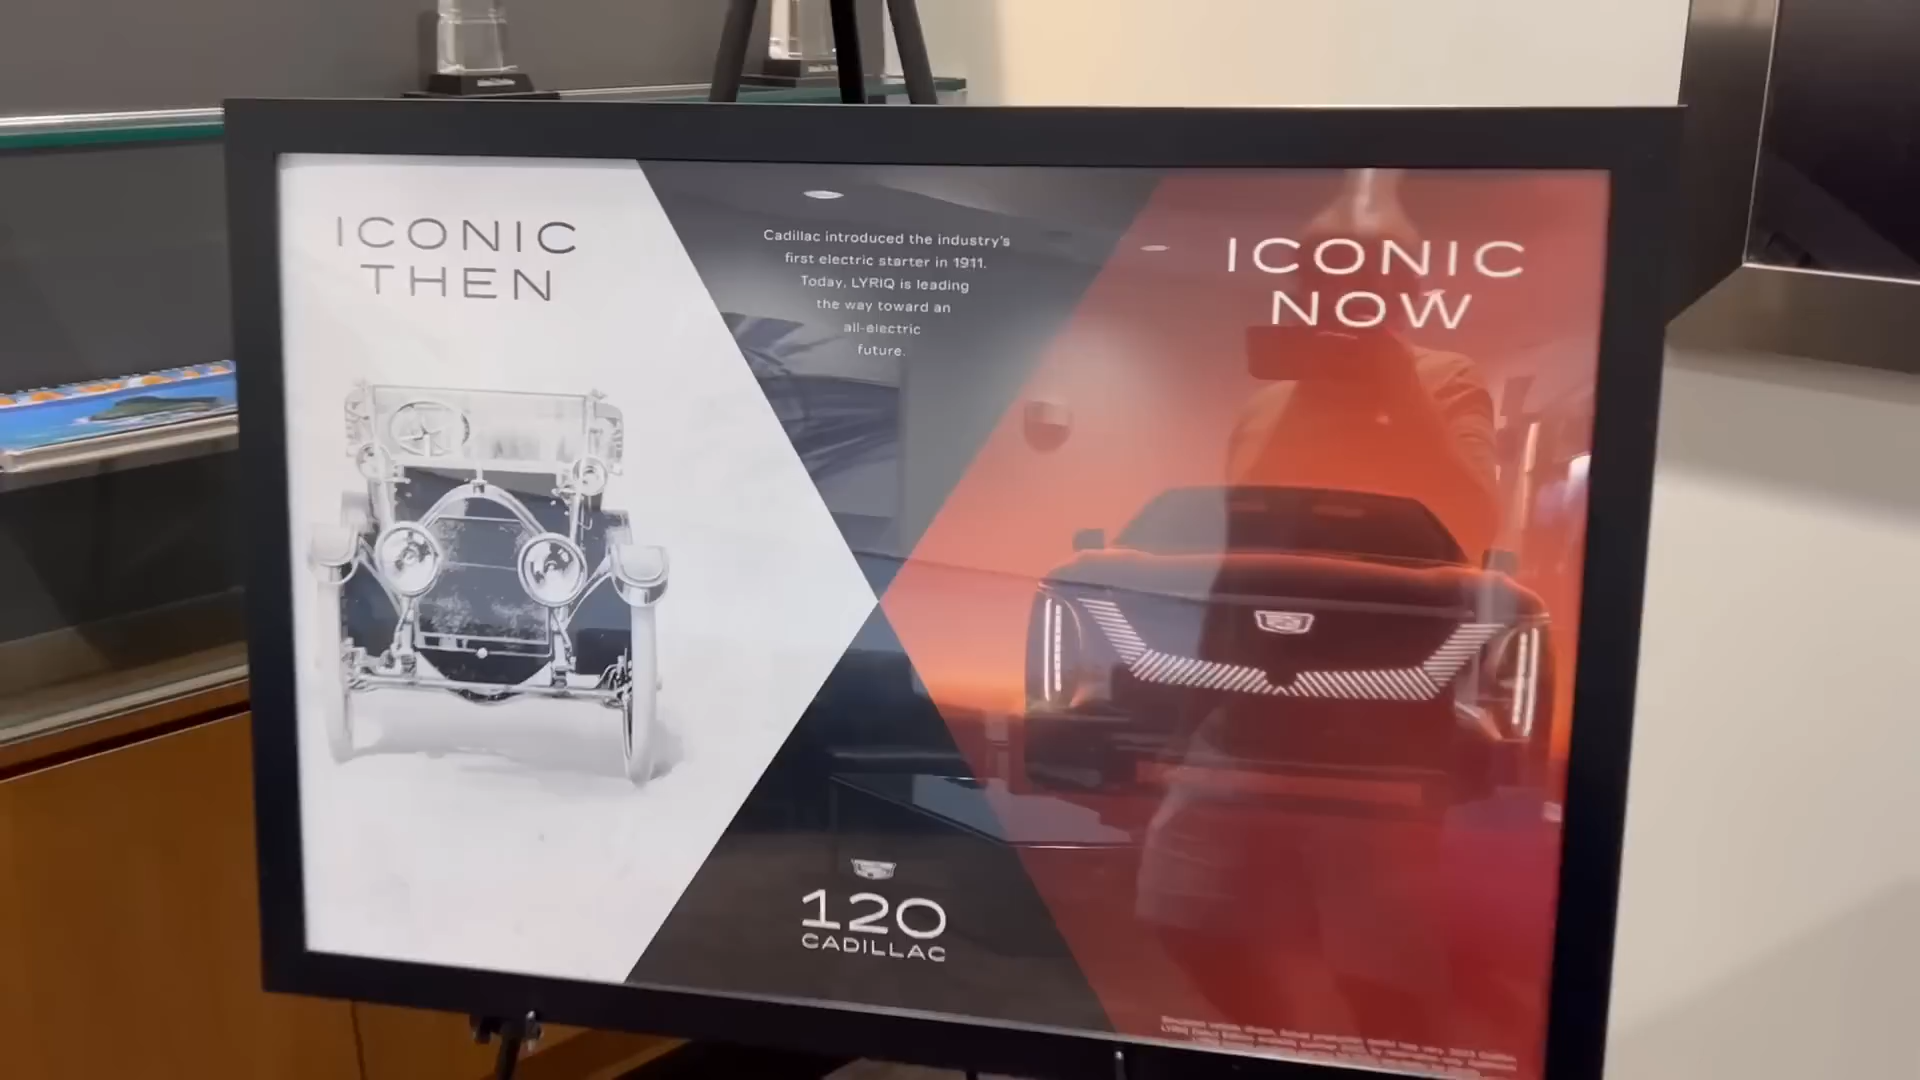 ICONIC
THEN
Cadillac introduced the industry's
first electric starter in 1911.
Today, LYRIQ is leading
the way toward an
all-electric
future.
ICONIC
NOW
120
CADILLAC